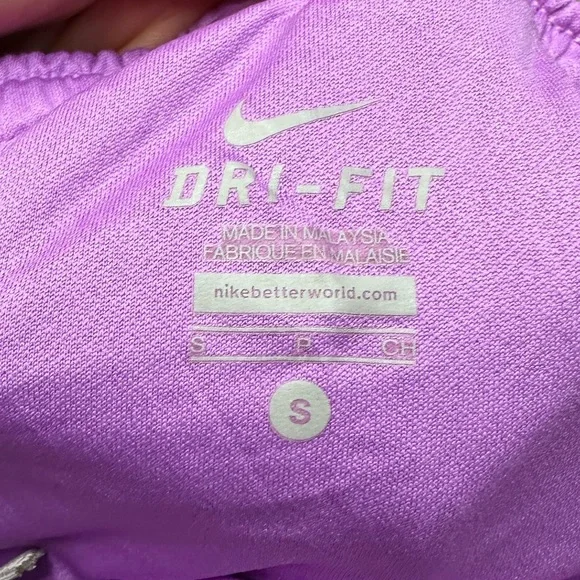 DRI-FIT
MADE IN MALAYSIA
FABRIQUE EN MALAISIE
nikebetterworld.com
S P CH
S